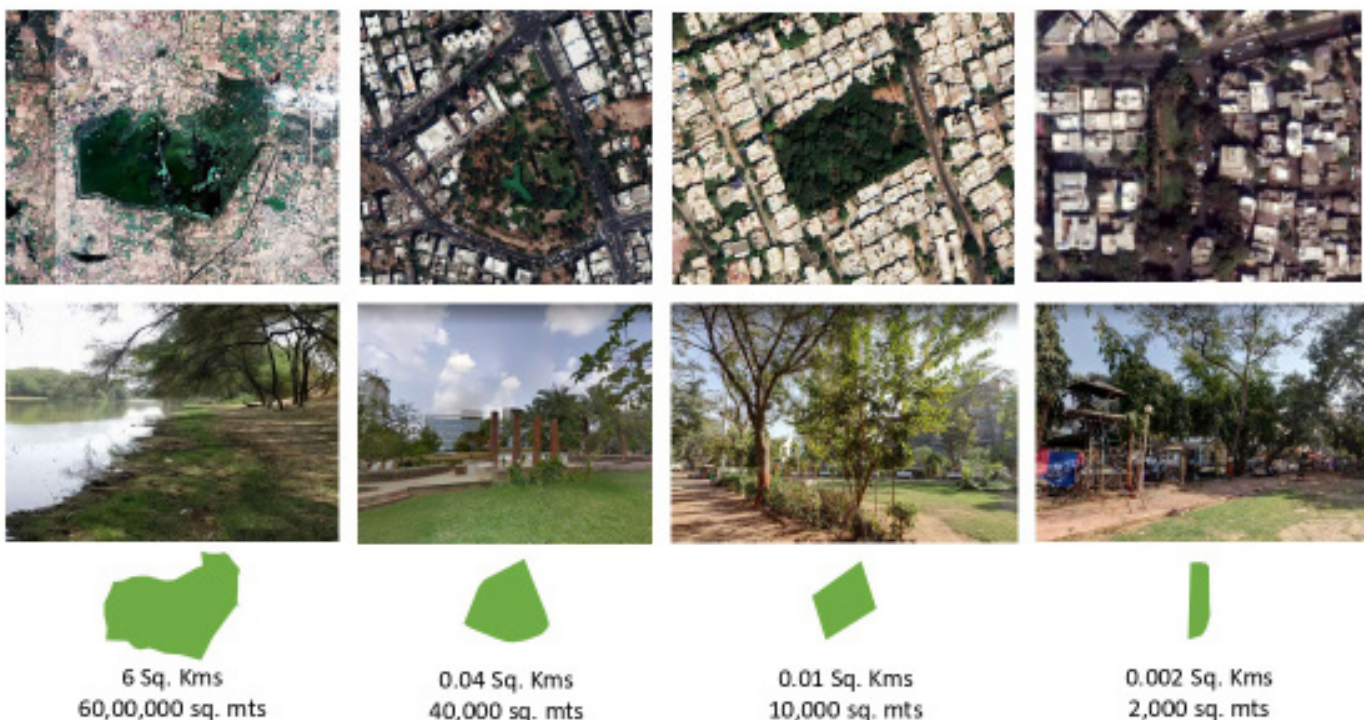 6 Sq. Kms
60,00,000 sq. mts
0.04 Sq. Kms
40,000 sq. mts
0.01 Sq. Kms
10,000 sq. mts
0.002 Sq. Kms
2,000 sq. mts